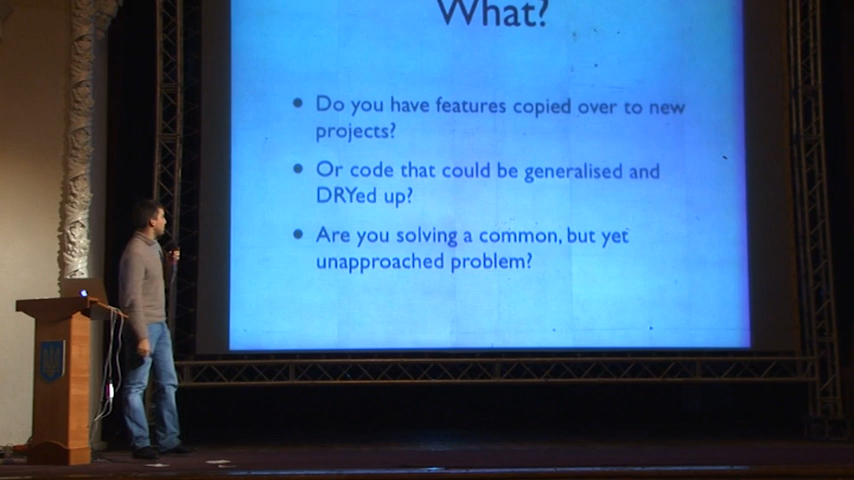 What?
• Do you have features copied over to new
projects?
• Or code that could be generalised and
DRYed up?
• Are you solving a common, but yet
unapproached problem?